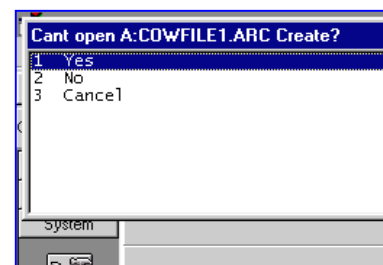 Cant open A:COWFILE1.ARC Create?
1 Yes
2 No
3 Cancel
System